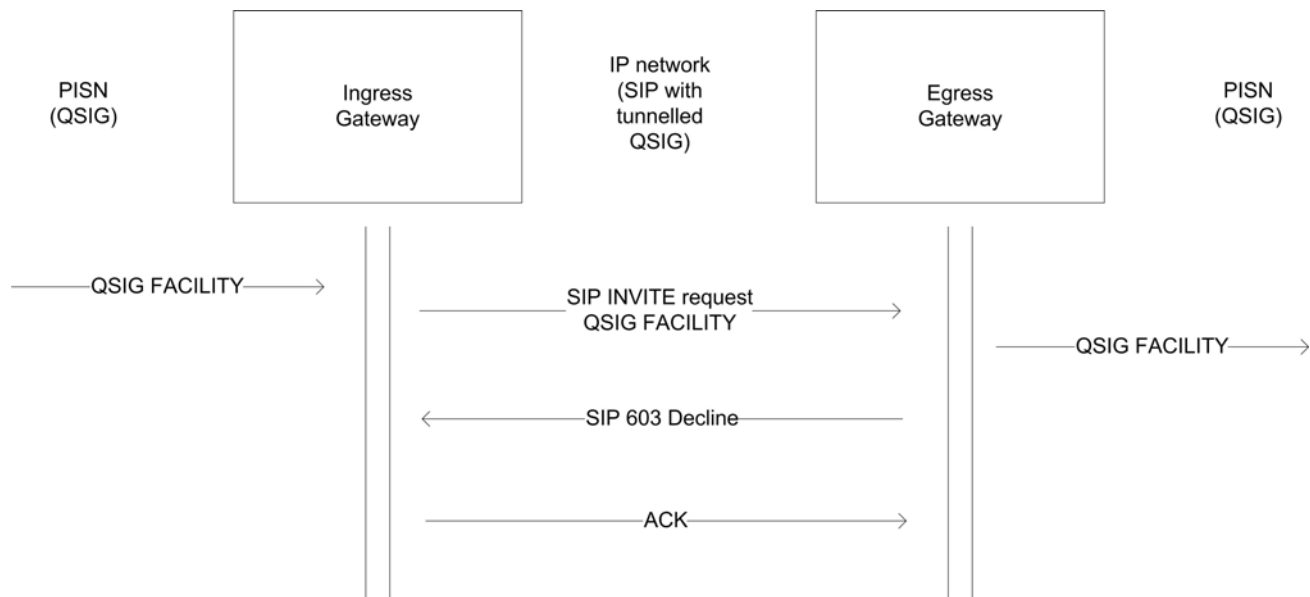 PISN
(QSIG)
Ingress
Gateway
IP network
(SIP with
tunnelled
QSIG)
Egress
Gateway
PISN
(QSIG)
QSIG FACILITY
SIP INVITE request
QSIG FACILITY
QSIG FACILITY
SIP 603 Decline
ACK